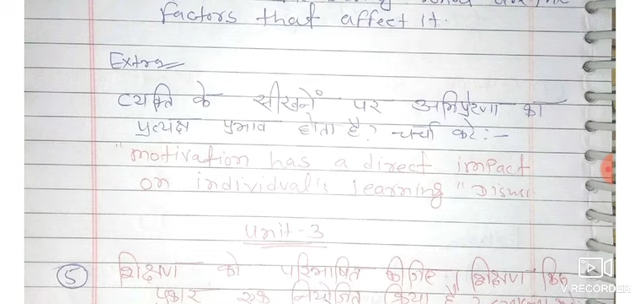 factors that affect it.
Extra
व्यक्ति के सीखनों पर अभिप्रेरणा का
प्रत्यक्ष प्रभाव होता है? चर्चा करे :-
"motivation has a direct impact
on individual's learning" Discuss
Unit-3
⑤ शिक्षण को परिभाषित कीजिए। शिक्षण किस
प्रकार एक नियोजित क्रिया है?
V RECORDER